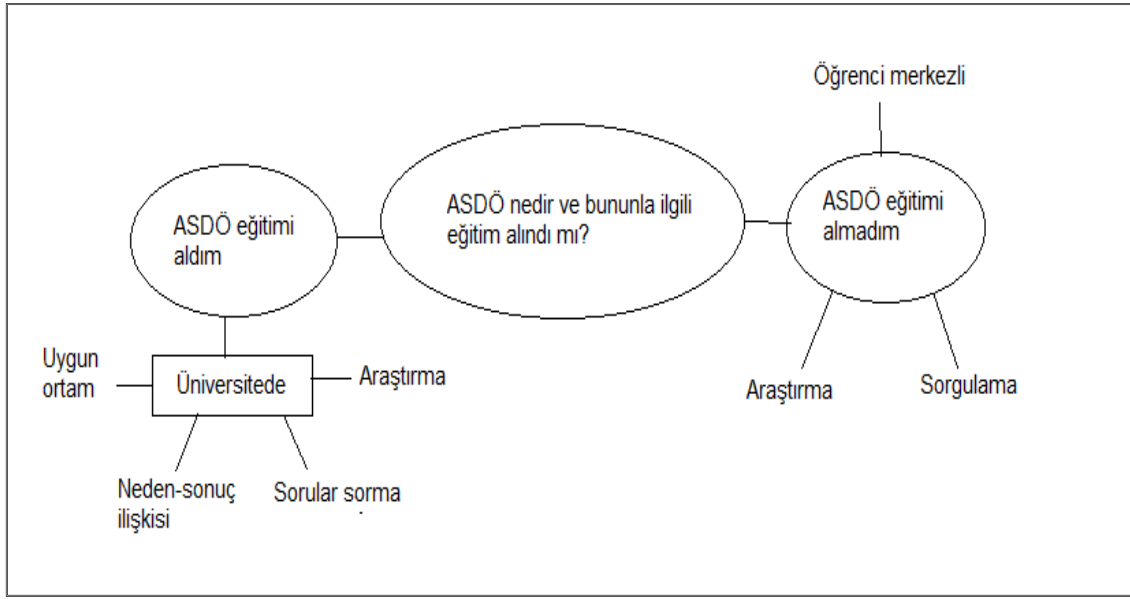 Öğrenci merkezli
ASDÖ eğitimi
aldım
ASDÖ nedir ve bununla ilgili
eğitim alındı mı?
ASDÖ eğitimi
almadım
Uygun
ortam
Üniversitede
Araştırma
Neden-sonuç
ilişkisi
Sorular sorma
Araştırma
Sorgulama